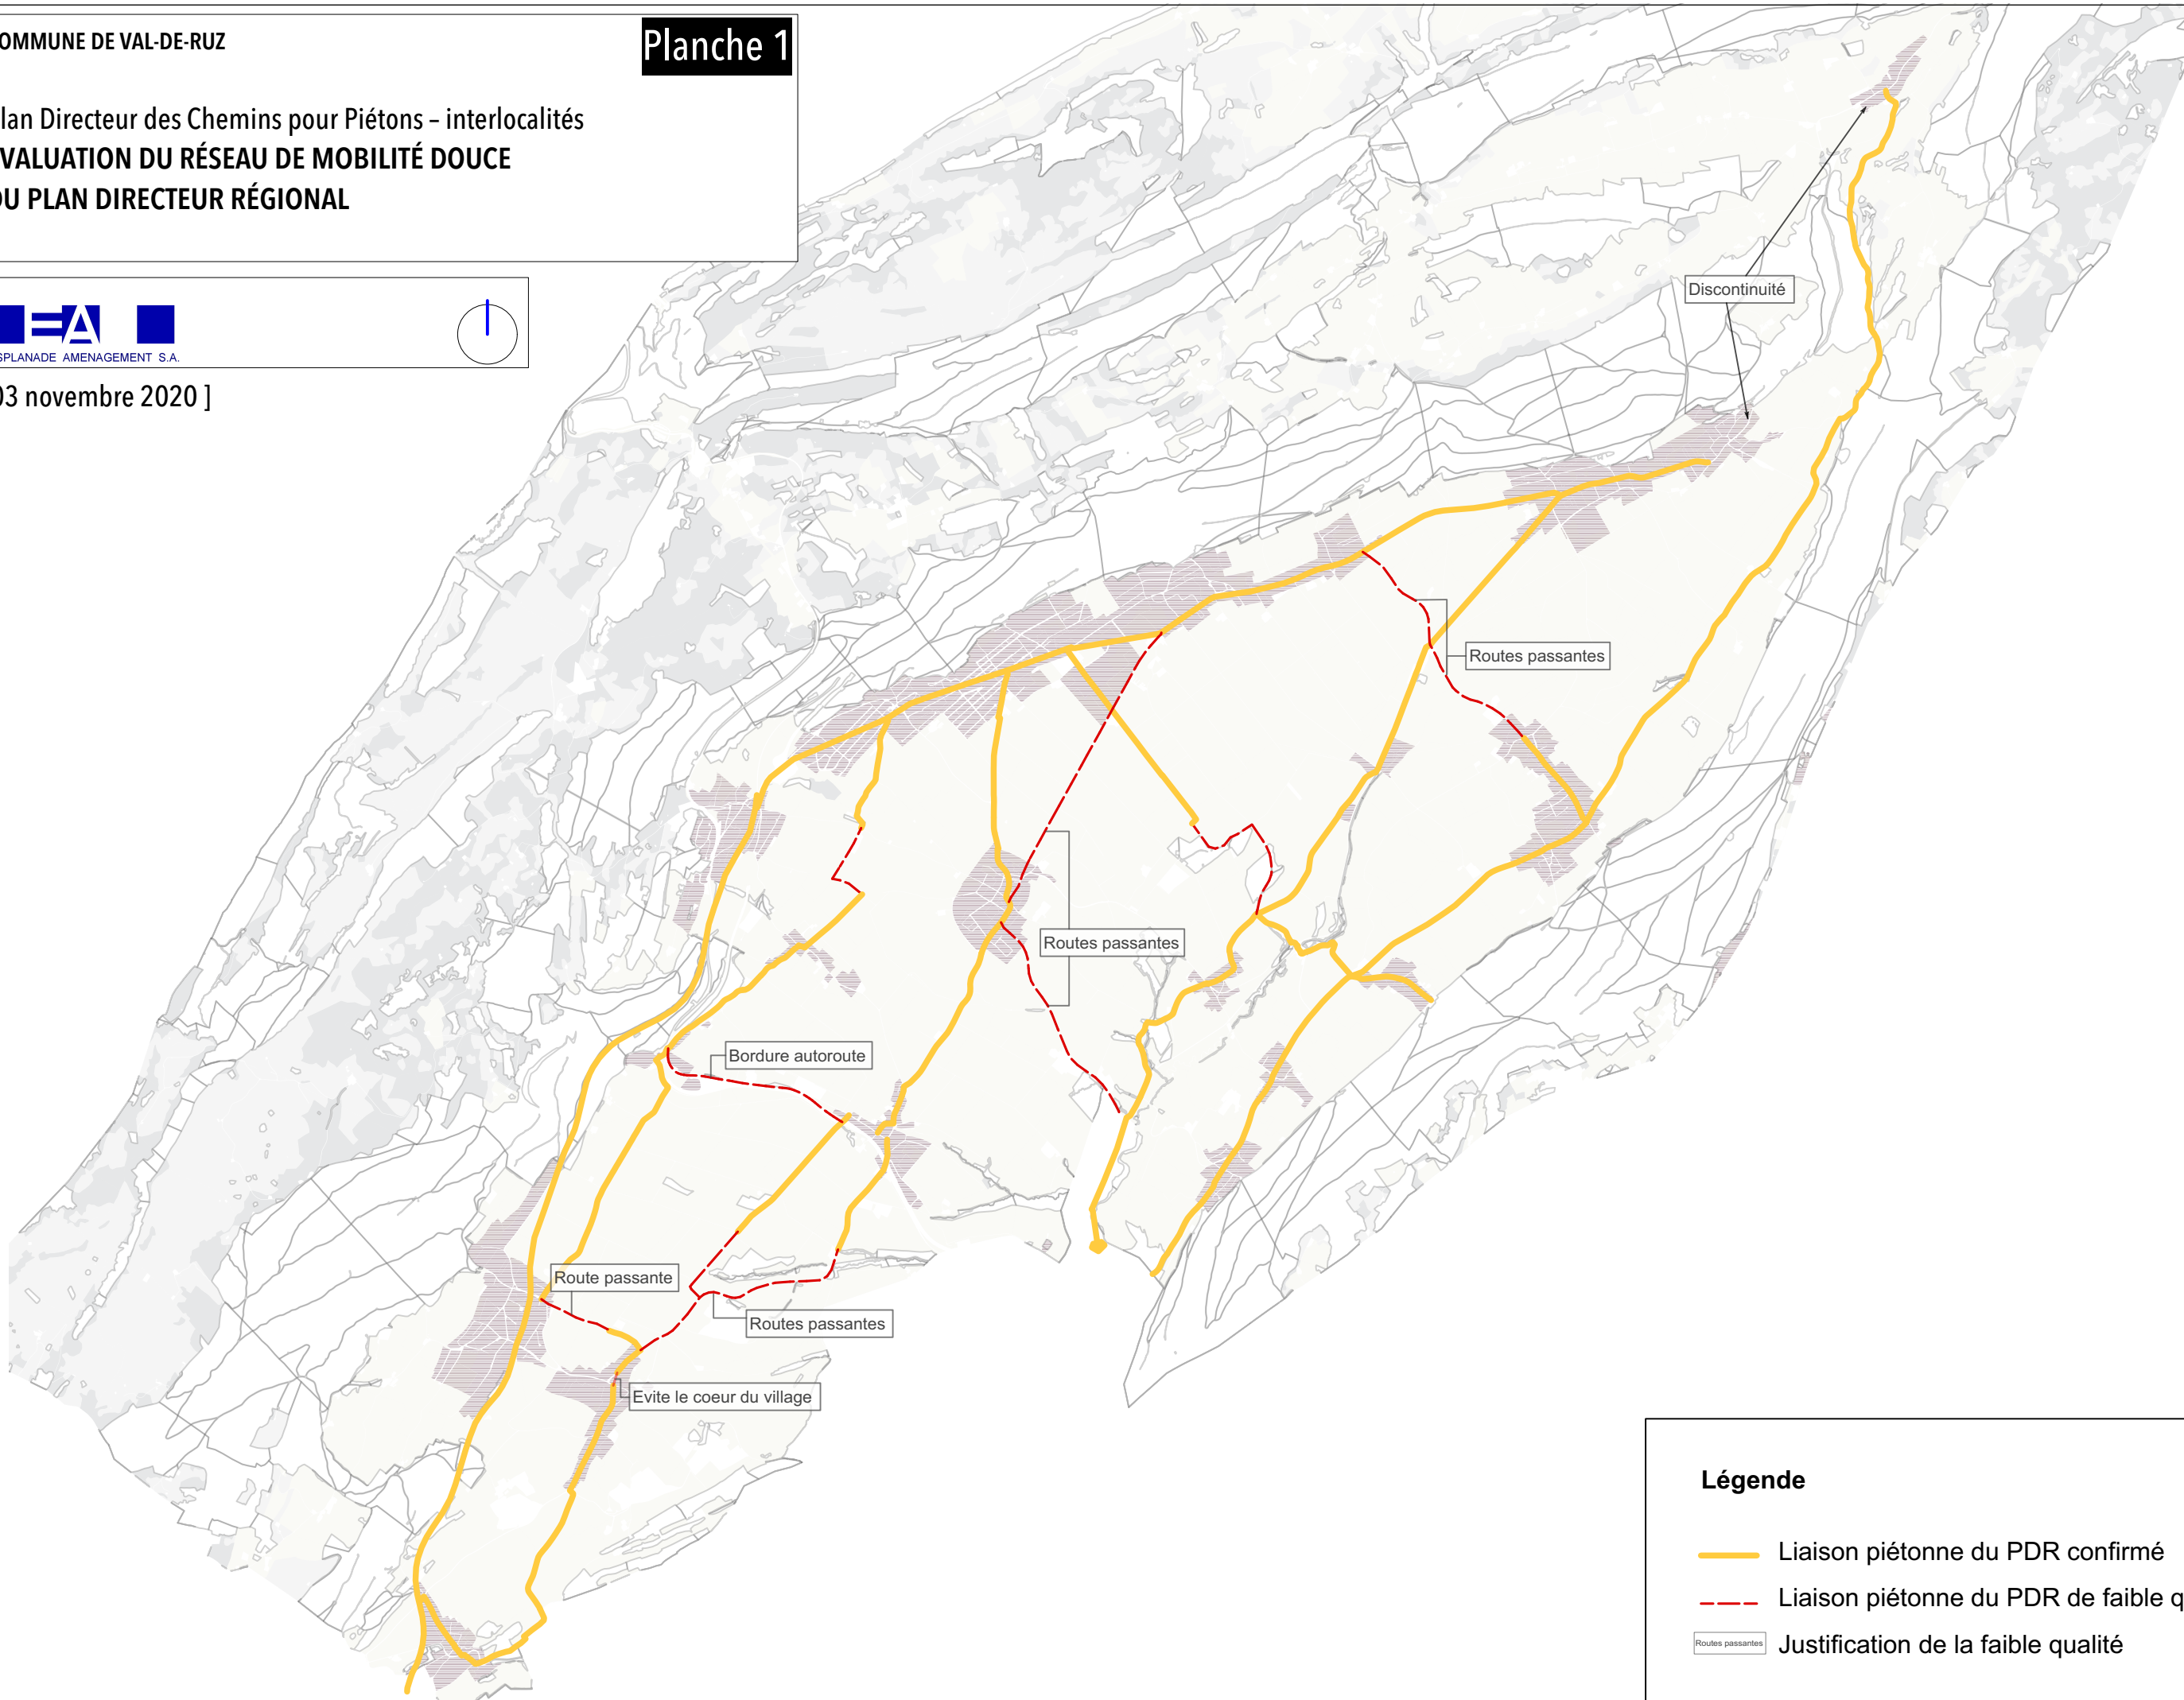 OMMUNE DE VAL-DE-RUZ
Planche 1
lan Directeur des Chemins pour Piétons – interlocalités
VALUATION DU RÉSEAU DE MOBILITÉ DOUCE
DU PLAN DIRECTEUR RÉGIONAL
EA
SPLANADE AMENAGEMENT S.A.
03 novembre 2020 ]
Discontinuité
Routes passantes
Routes passantes
Bordure autoroute
Route passante
Routes passantes
Evite le coeur du village
Légende
Liaison piétonne du PDR confirmé
Liaison piétonne du PDR de faible q
Routes passantes
Justification de la faible qualité